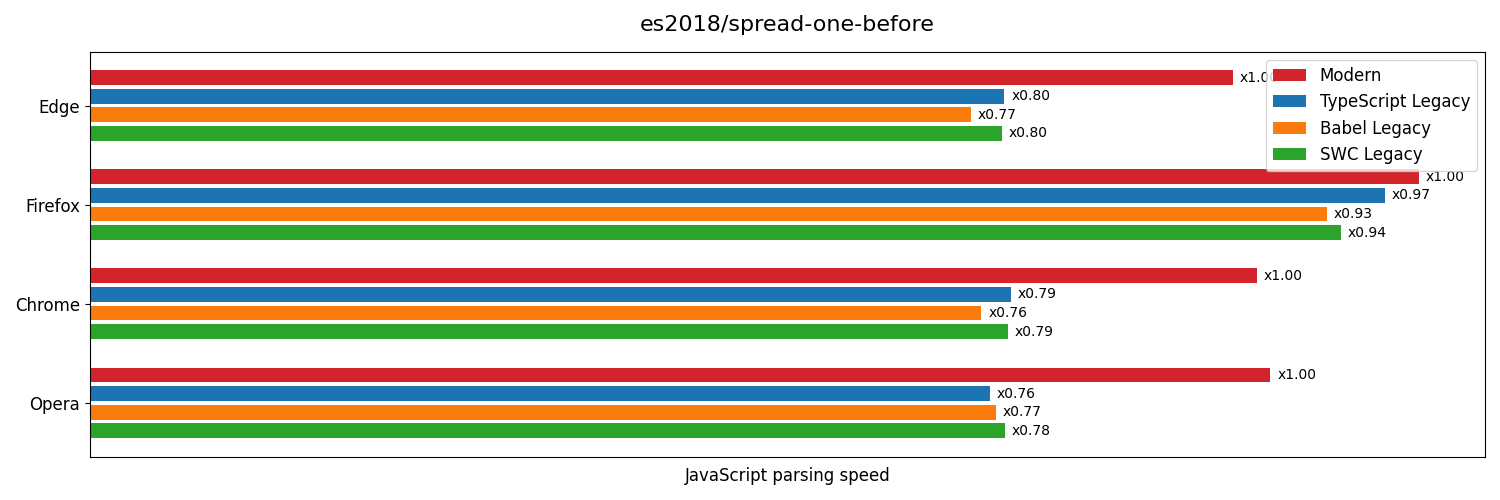 es2018/spread-one-before
Modern
TypeScript Legacy
Babel Legacy
SWC Legacy
Edge
x1.00
x0.80
x0.77
x0.80
Firefox
x1.00
x0.97
x0.93
x0.94
Chrome
x1.00
x0.79
x0.76
x0.79
Opera
x1.00
x0.76
x0.77
x0.78
JavaScript parsing speed